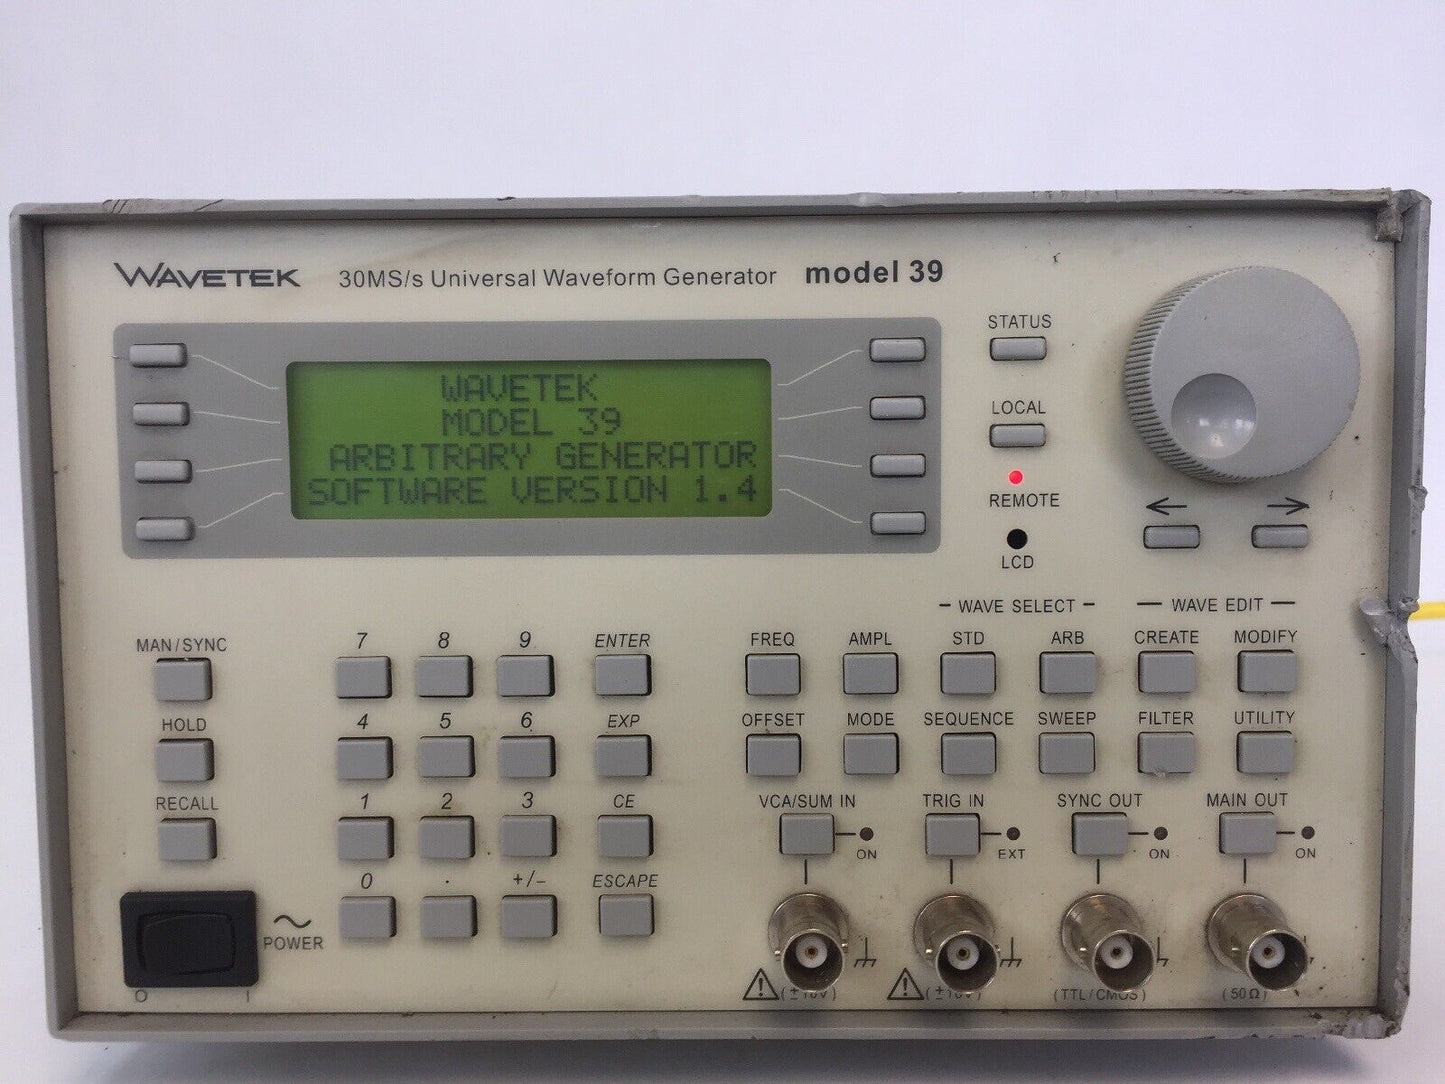 WAVETEK 30MS/s Universal Waveform Generator model 39
WAVETEK
MODEL 39
ARBITRARY GENERATOR
SOFTWARE VERSION 1.4
STATUS
LOCAL
REMOTE
LCD
← →
– WAVE SELECT – — WAVE EDIT —
MAN/SYNC 7 8 9 ENTER FREQ AMPL STD ARB CREATE MODIFY
HOLD 4 5 6 EXP OFFSET MODE SEQUENCE SWEEP FILTER UTILITY
RECALL 1 2 3 CE VCA/SUM IN TRIG IN SYNC OUT MAIN OUT
ON EXT ON ON
0 . +/– ESCAPE
POWER
O I
(±10V) (±10V) (TTL/CMOS) (50Ω)